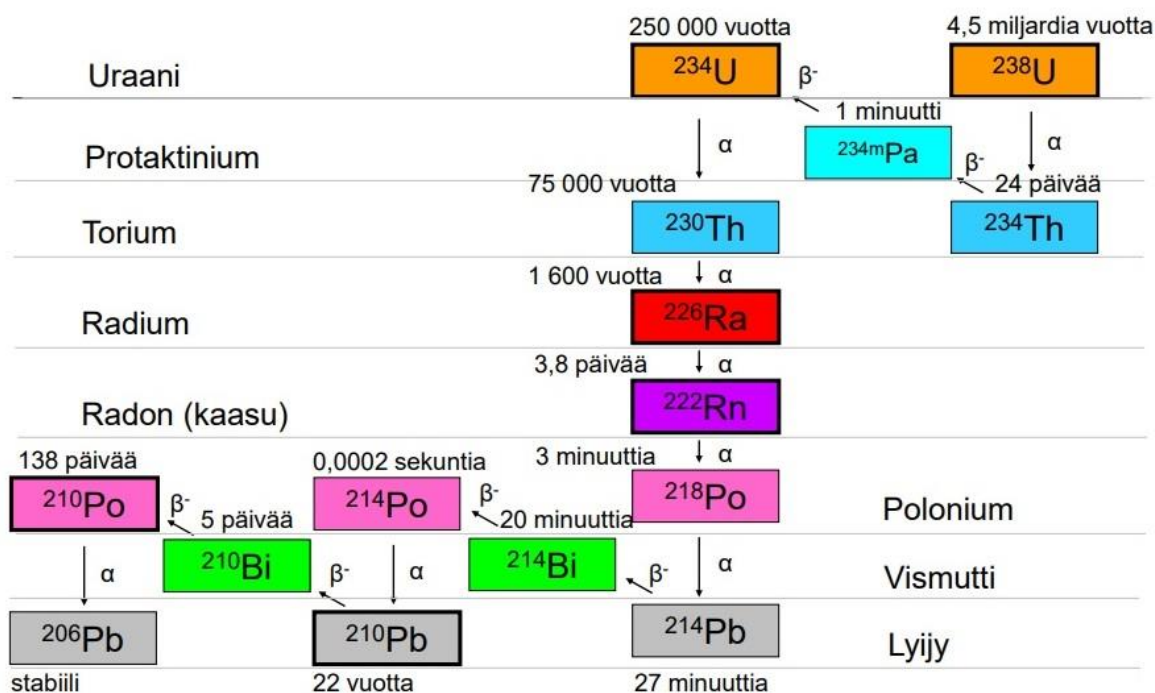 250 000 vuotta 4,5 miljardia vuotta
Uraani ²³⁴U β⁻ ²³⁸U
1 minuutti
Protaktinium α ²³⁴ᵐPa α
β⁻
75 000 vuotta 24 päivää
Torium ²³⁰Th ²³⁴Th
1 600 vuotta α
Radium ²²⁶Ra
3,8 päivää α
Radon (kaasu) ²²²Rn
138 päivää 0,0002 sekuntia 3 minuuttia α
²¹⁰Po β⁻ ²¹⁴Po β⁻ ²¹⁸Po Polonium
5 päivää 20 minuuttia
α ²¹⁰Bi β⁻ α ²¹⁴Bi β⁻ α Vismutti
²⁰⁶Pb ²¹⁰Pb ²¹⁴Pb Lyijy
stabiili 22 vuotta 27 minuuttia